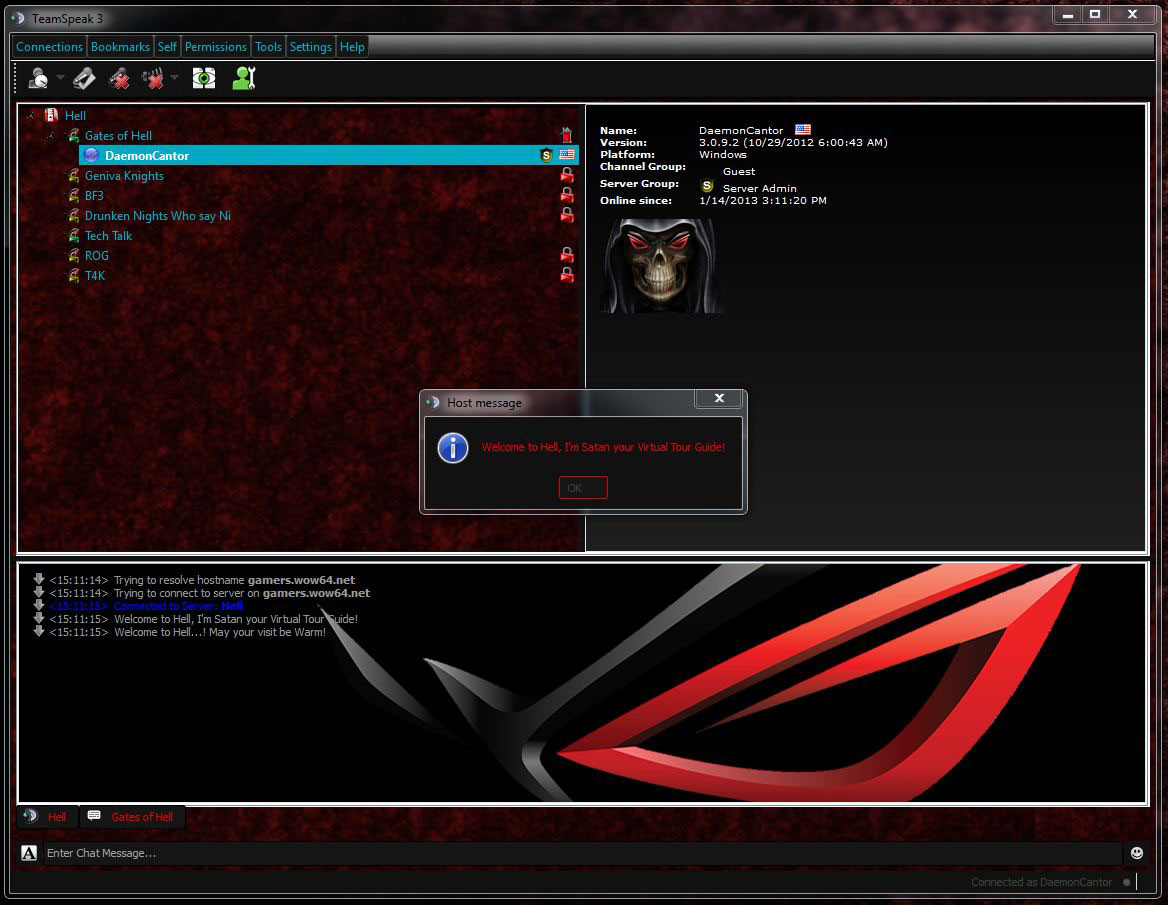 TeamSpeak 3
Connections Bookmarks Self Permissions Tools Settings Help
Hell
Gates of Hell
DaemonCantor S
Geniva Knights
BF3
Drunken Nights Who say Ni
Tech Talk
ROG
T4K
Name: DaemonCantor
Version: 3.0.9.2 (10/29/2012 6:00:43 AM)
Platform: Windows
Channel Group: Guest
Server Group: S Server Admin
Online since: 1/14/2013 3:11:20 PM
Host message
Welcome to Hell, I'm Satan your Virtual Tour Guide!
OK
<15:11:14> Trying to resolve hostname gamers.wow64.net
<15:11:14> Trying to connect to server on gamers.wow64.net
<15:11:15> Connected to Server: Hell
<15:11:15> Welcome to Hell, I'm Satan your Virtual Tour Guide!
<15:11:15> Welcome to Hell...! May your visit be Warm!
Hell Gates of Hell
A Enter Chat Message...
Connected as DaemonCantor